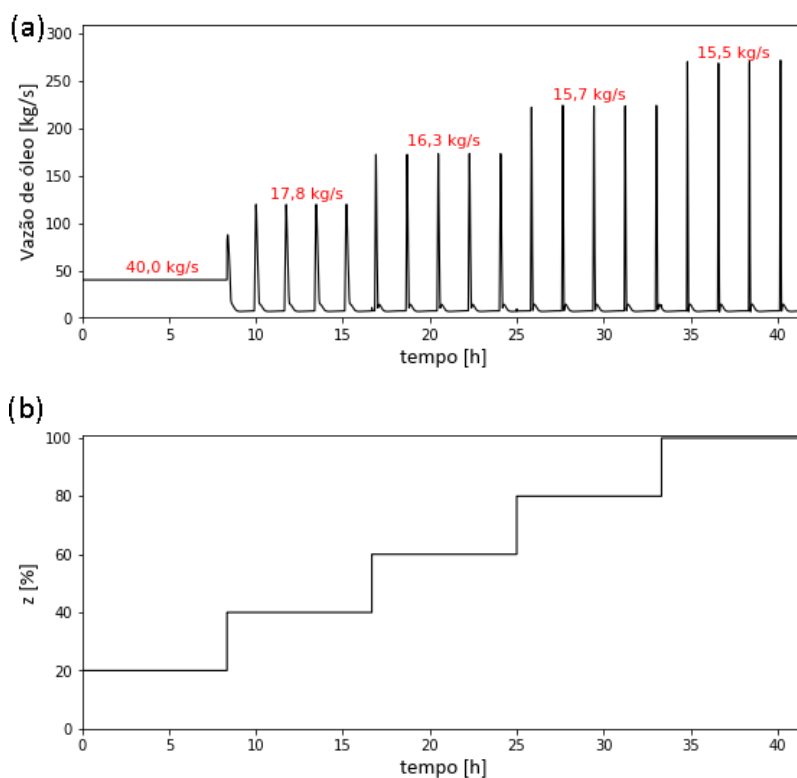 (a)
Vazão de óleo [kg/s]
300
250
200
150
100
50
0
40,0 kg/s
17,8 kg/s
16,3 kg/s
15,7 kg/s
15,5 kg/s
0 5 10 15 20 25 30 35 40
tempo [h]
(b)
z [%]
100
80
60
40
20
0
0 5 10 15 20 25 30 35 40
tempo [h]